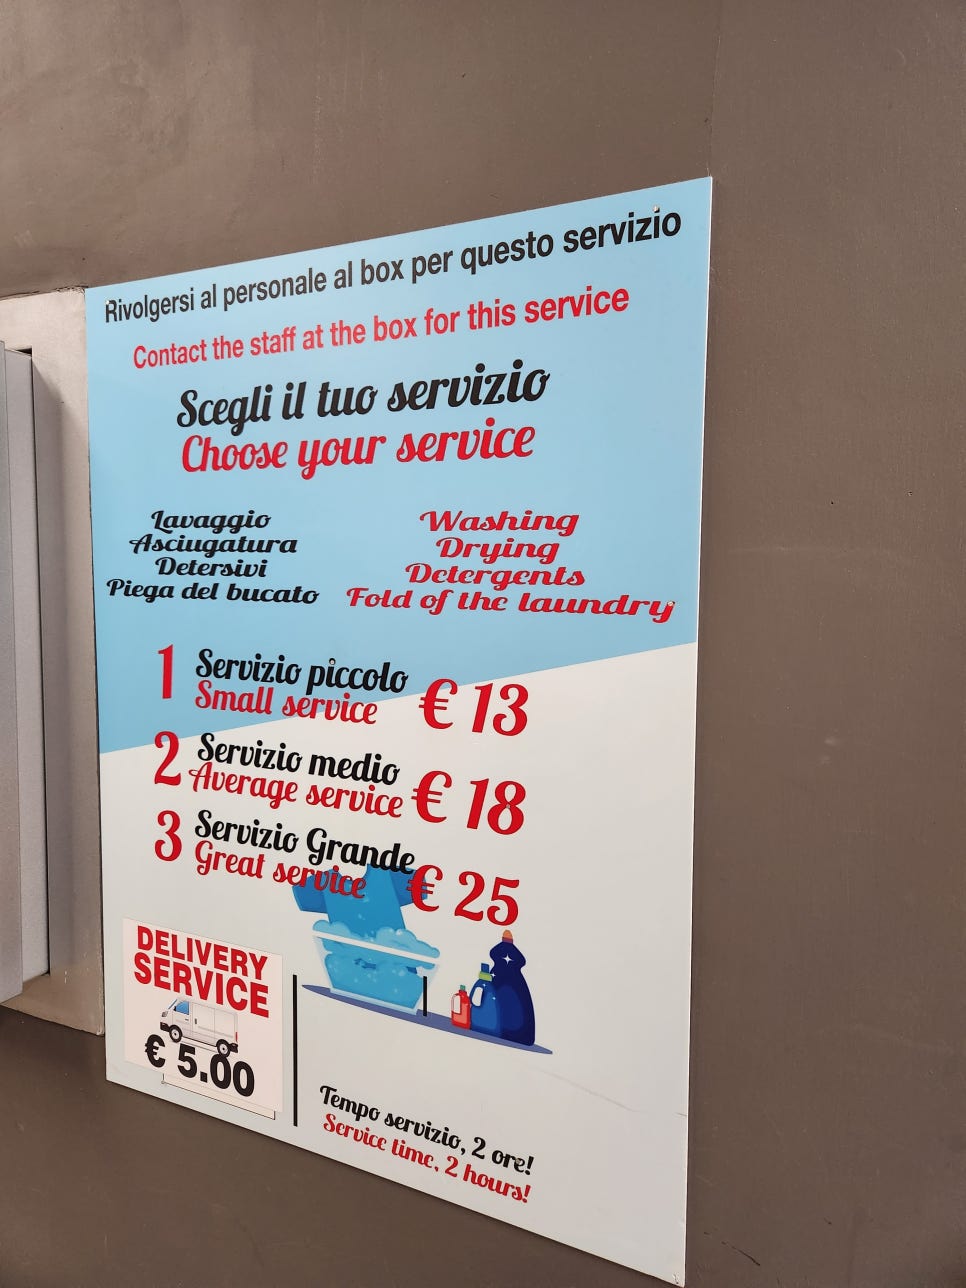 Rivolgersi al personale al box per questo servizio
Contact the staff at the box for this service
Scegli il tuo servizio
Choose your service
Lavaggio
Asciugatura
Detersivi
Piega del bucato
Washing
Drying
Detergents
Fold of the laundry
1 Servizio piccolo
Small service € 13
2 Servizio medio
Average service € 18
3 Servizio Grande
Great service € 25
DELIVERY
SERVICE
€ 5.00
Tempo servizio, 2 ore!
Service time, 2 hours!